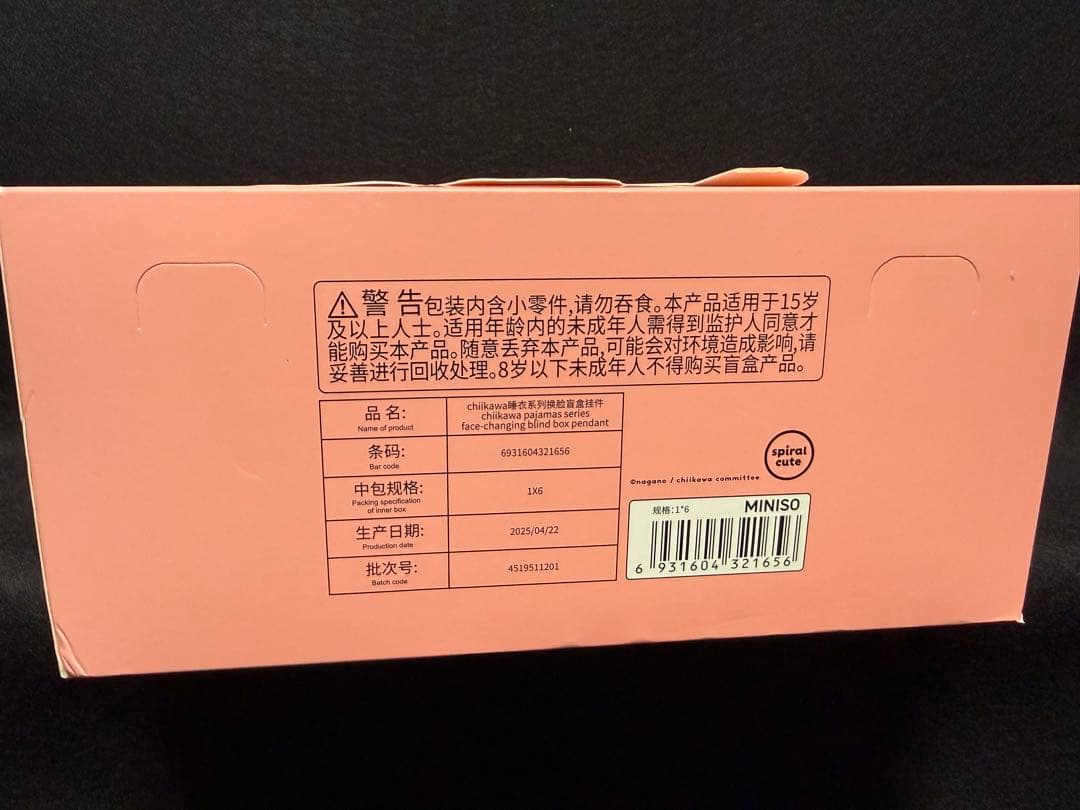 警 告包装内含小零件,请勿吞食。本产品适用于15岁
及以上人士。适用年龄内的未成年人需得到监护人同意才
能购买本产品。随意丢弃本产品,可能会对环境造成影响,请
妥善进行回收处理。8岁以下未成年人不得购买盲盒产品。
品 名:
Name of product
chiikawa睡衣系列换脸盲盒挂件
chiikawa pajamas series
face-changing blind box pendant
条码:
Bar code
6931604321656
中包规格:
Packing specification
of inner box
1X6
生产日期:
Production date
2025/04/22
批次号:
Batch code
4519511201
spiral
cute
©nagano / chiikawa committee
规格:1*6
MINISO
6 931604 321656